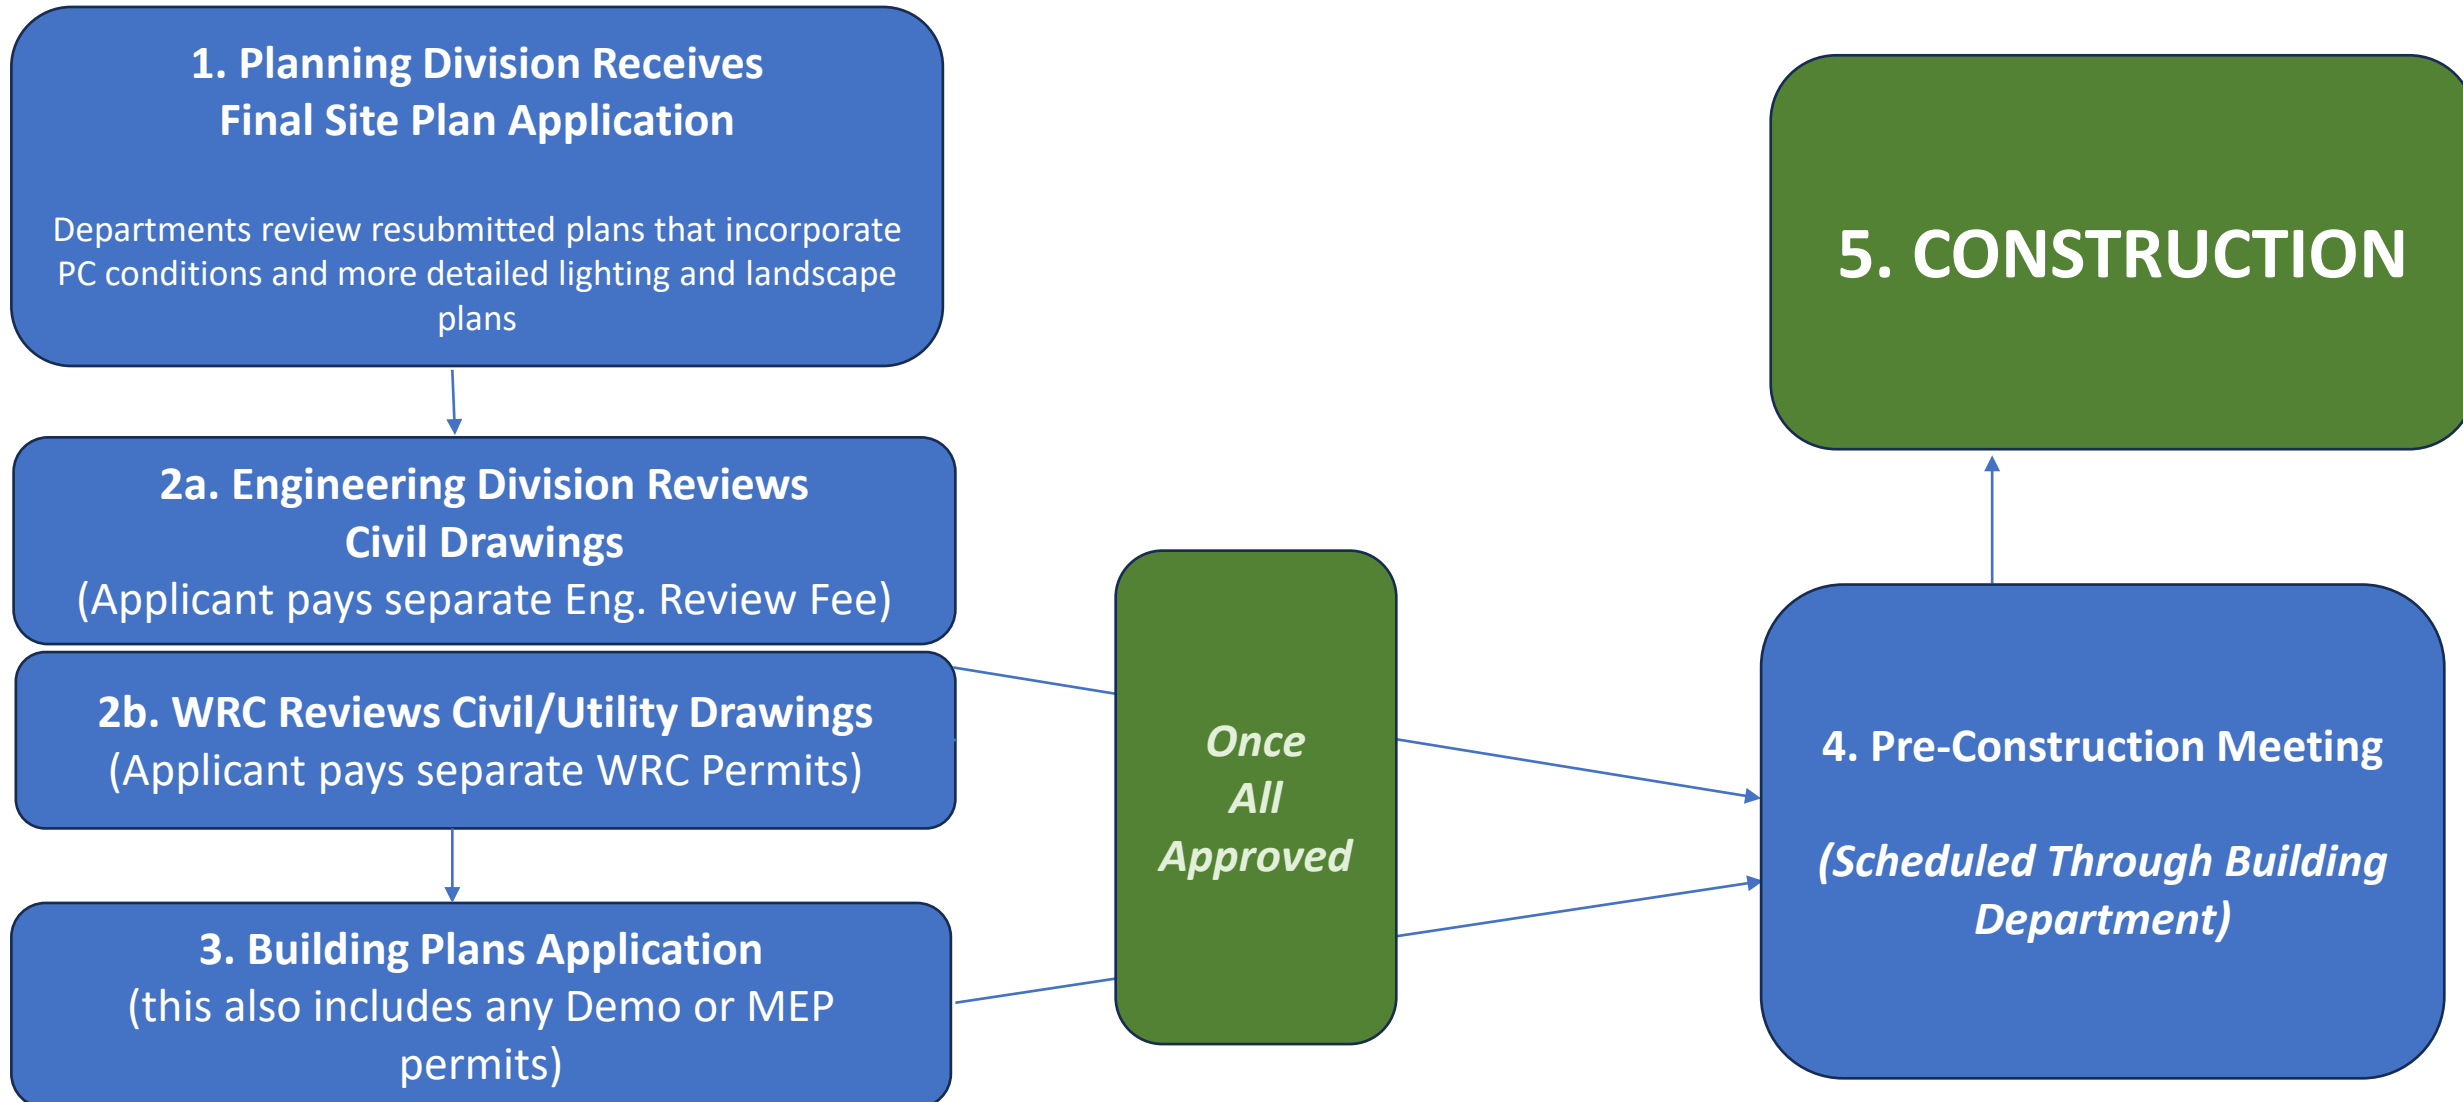 1. Planning Division Receives
Final Site Plan Application
Departments review resubmitted plans that incorporate
PC conditions and more detailed lighting and landscape
plans
2a. Engineering Division Reviews
Civil Drawings
(Applicant pays separate Eng. Review Fee)
2b. WRC Reviews Civil/Utility Drawings
(Applicant pays separate WRC Permits)
3. Building Plans Application
(this also includes any Demo or MEP
permits)
Once
All
Approved
4. Pre-Construction Meeting
(Scheduled Through Building
Department)
5. CONSTRUCTION